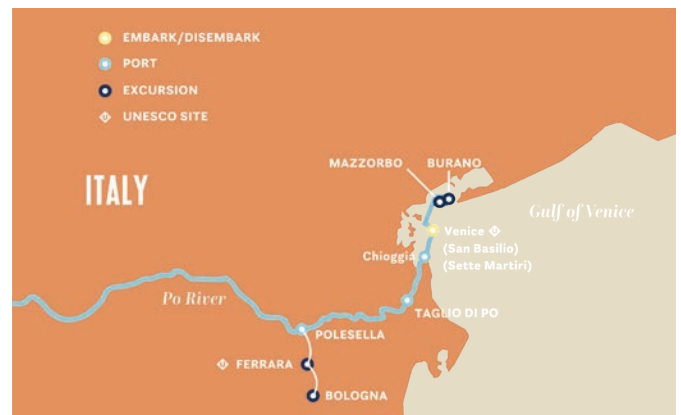 EMBARK/DISEMBARK
PORT
EXCURSION
UNESCO SITE
MAZZORBO
BURANO
ITALY
Gulf of Venice
Venice
(San Basilio)
(Sette Martiri)
Chioggia
Po River
TAGLIO DI PO
POLESELLA
FERRARA
BOLOGNA